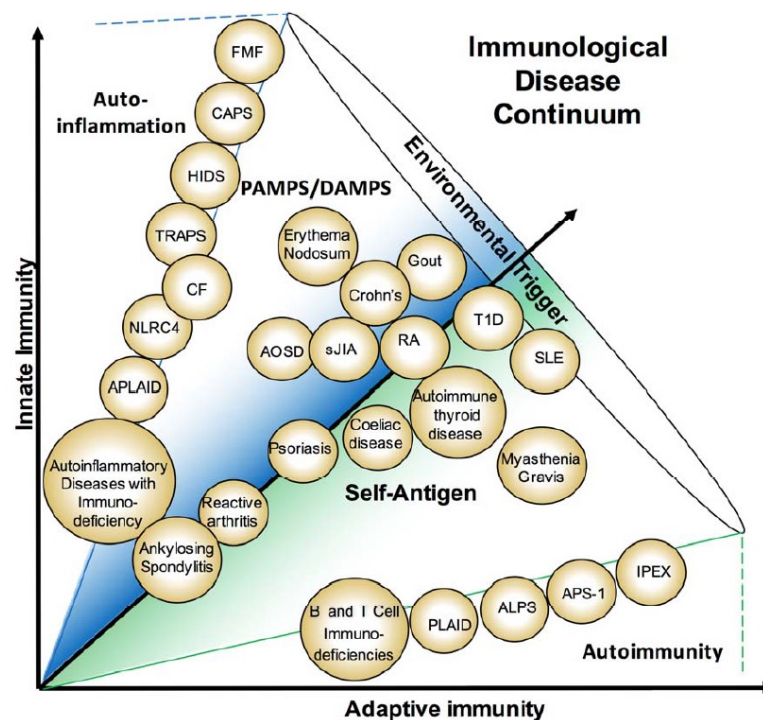 Immunological
Disease
Continuum
FMF
Auto-
inflammation
CAPS
HIDS
PAMPS/DAMPS
Environmental Trigger
TRAPS
Erythema
Nodosum
Gout
CF
Crohn's
NLRC4
T1D
AOSD
sJIA
RA
SLE
APLAID
Autoimmune
thyroid
disease
Coeliac
disease
Psoriasis
Myasthenia
Gravis
Autoinflammatory
Diseases with
Immuno-
deficiency
Self-Antigen
Reactive
arthritis
Ankylosing
Spondylitis
IPEX
APS-1
ALP3
B and T Cell
Immuno-
deficiencies
PLAID
Autoimmunity
Innate Immunity
Adaptive immunity